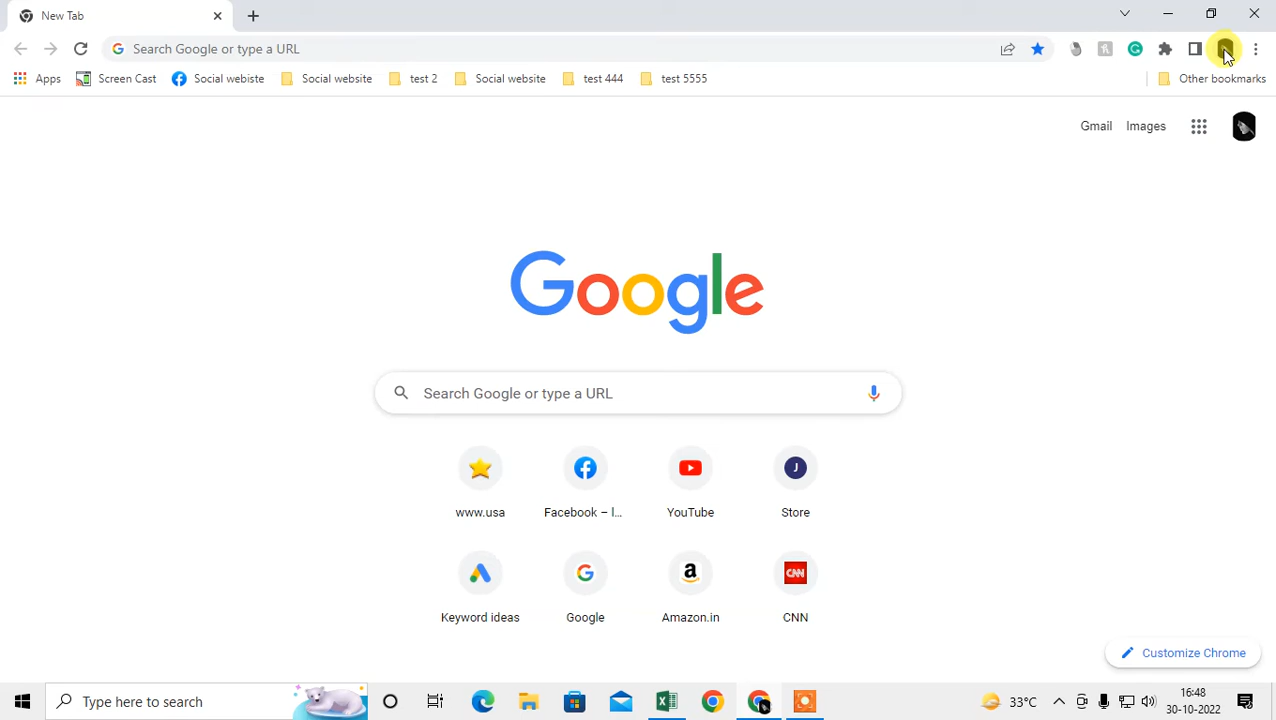 New Tab
Search Google or type a URL
Apps Screen Cast Social webiste Social website test 2 Social website test 444 test 5555 Other bookmarks
Gmail Images
Google
Search Google or type a URL
J
www.usa Facebook – l... YouTube Store
a CNN
Keyword ideas Google Amazon.in CNN
Customize Chrome
Type here to search 33°C 16:48
30-10-2022